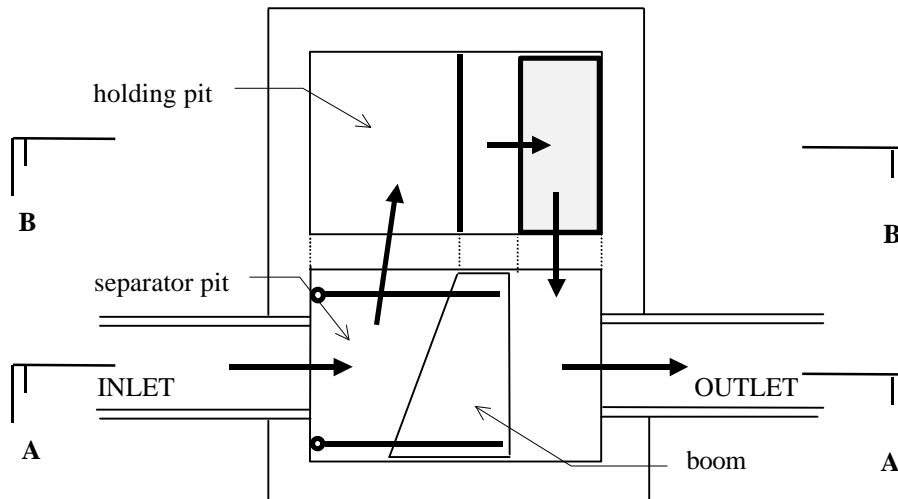 holding pit
B
B
separator pit
INLET
OUTLET
A
boom
A